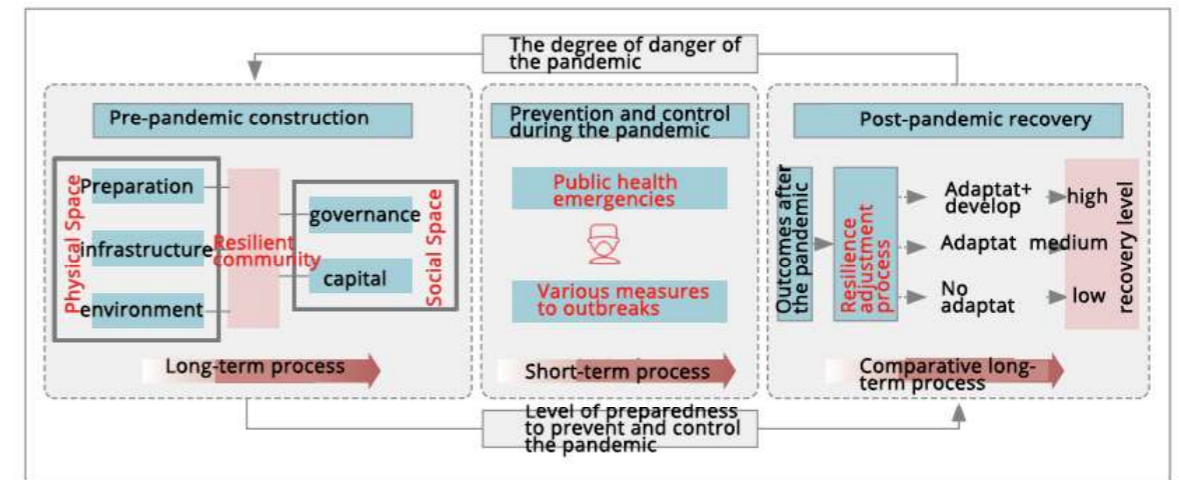 The degree of danger of
the pandemic
Pre-pandemic construction
Physical Space
Preparation
infrastructure
environment
Resilient
community
governance
capital
Social Space
Long-term process
Prevention and control
during the pandemic
Public health
emergencies
Various measures
to outbreaks
Short-term process
Post-pandemic recovery
Outcomes after
the pandemic
Resilience
adjustment
process
Adaptat+
develop
Adaptat
No
adaptat
high
medium
low
recovery level
Comparative long-
term process
Level of preparedness
to prevent and control
the pandemic